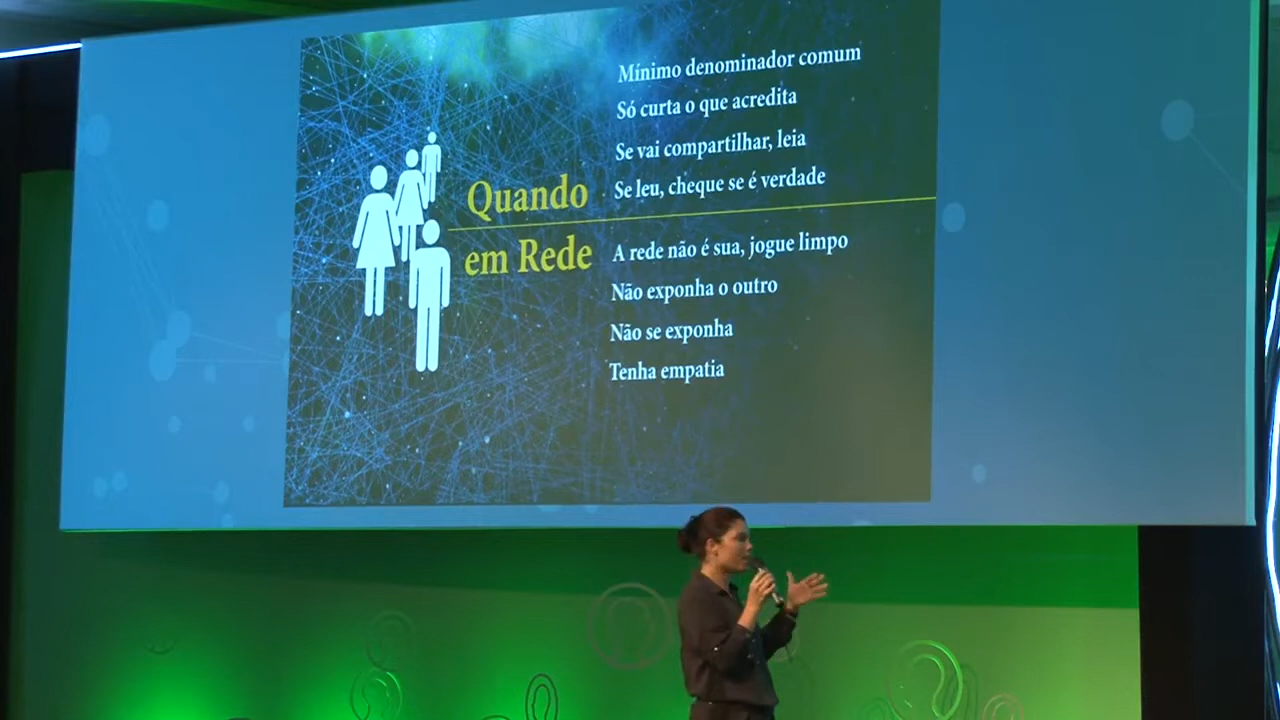 Quando
em Rede
Mínimo denominador comum
Só curta o que acredita
Se vai compartilhar, leia
Se leu, cheque se é verdade
A rede não é sua, jogue limpo
Não exponha o outro
Não se exponha
Tenha empatia